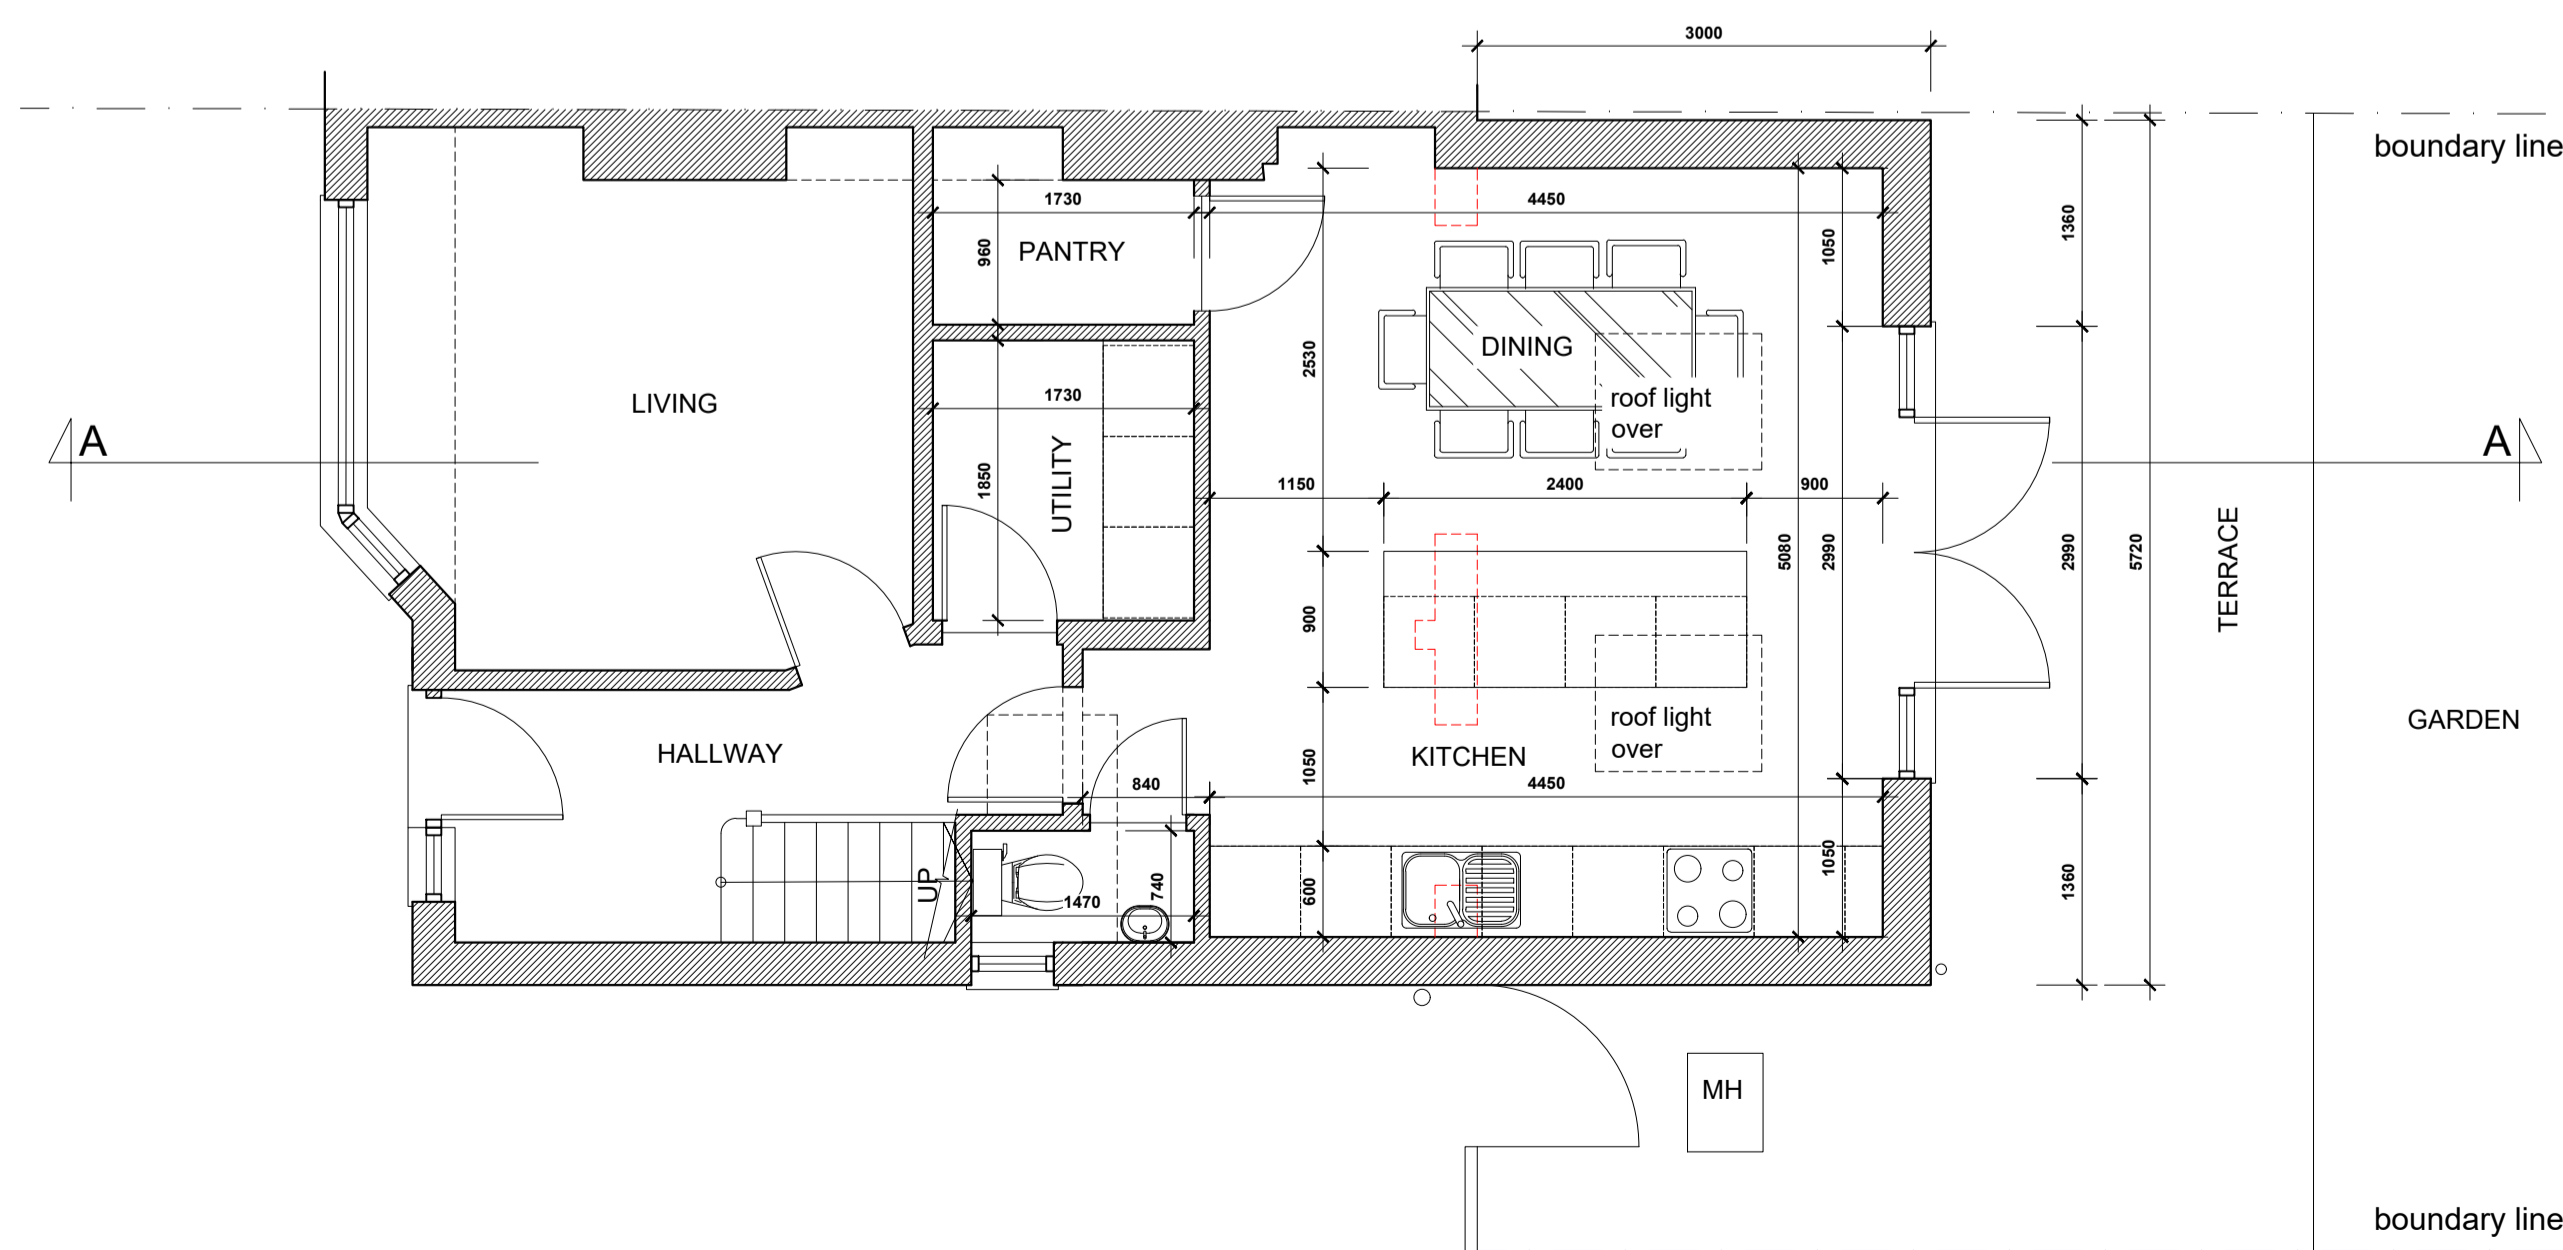 3000
boundary line
1730
4450
960
PANTRY
1050
1360
2530
DINING
LIVING
1730
roof light
over
A
A
1850
UTILITY
1150
2400
900
5080
2990
2990
5720
TERRACE
900
roof light
over
GARDEN
HALLWAY
KITCHEN
1050
840
4450
UP
1470
740
600
1050
1360
MH
boundary line